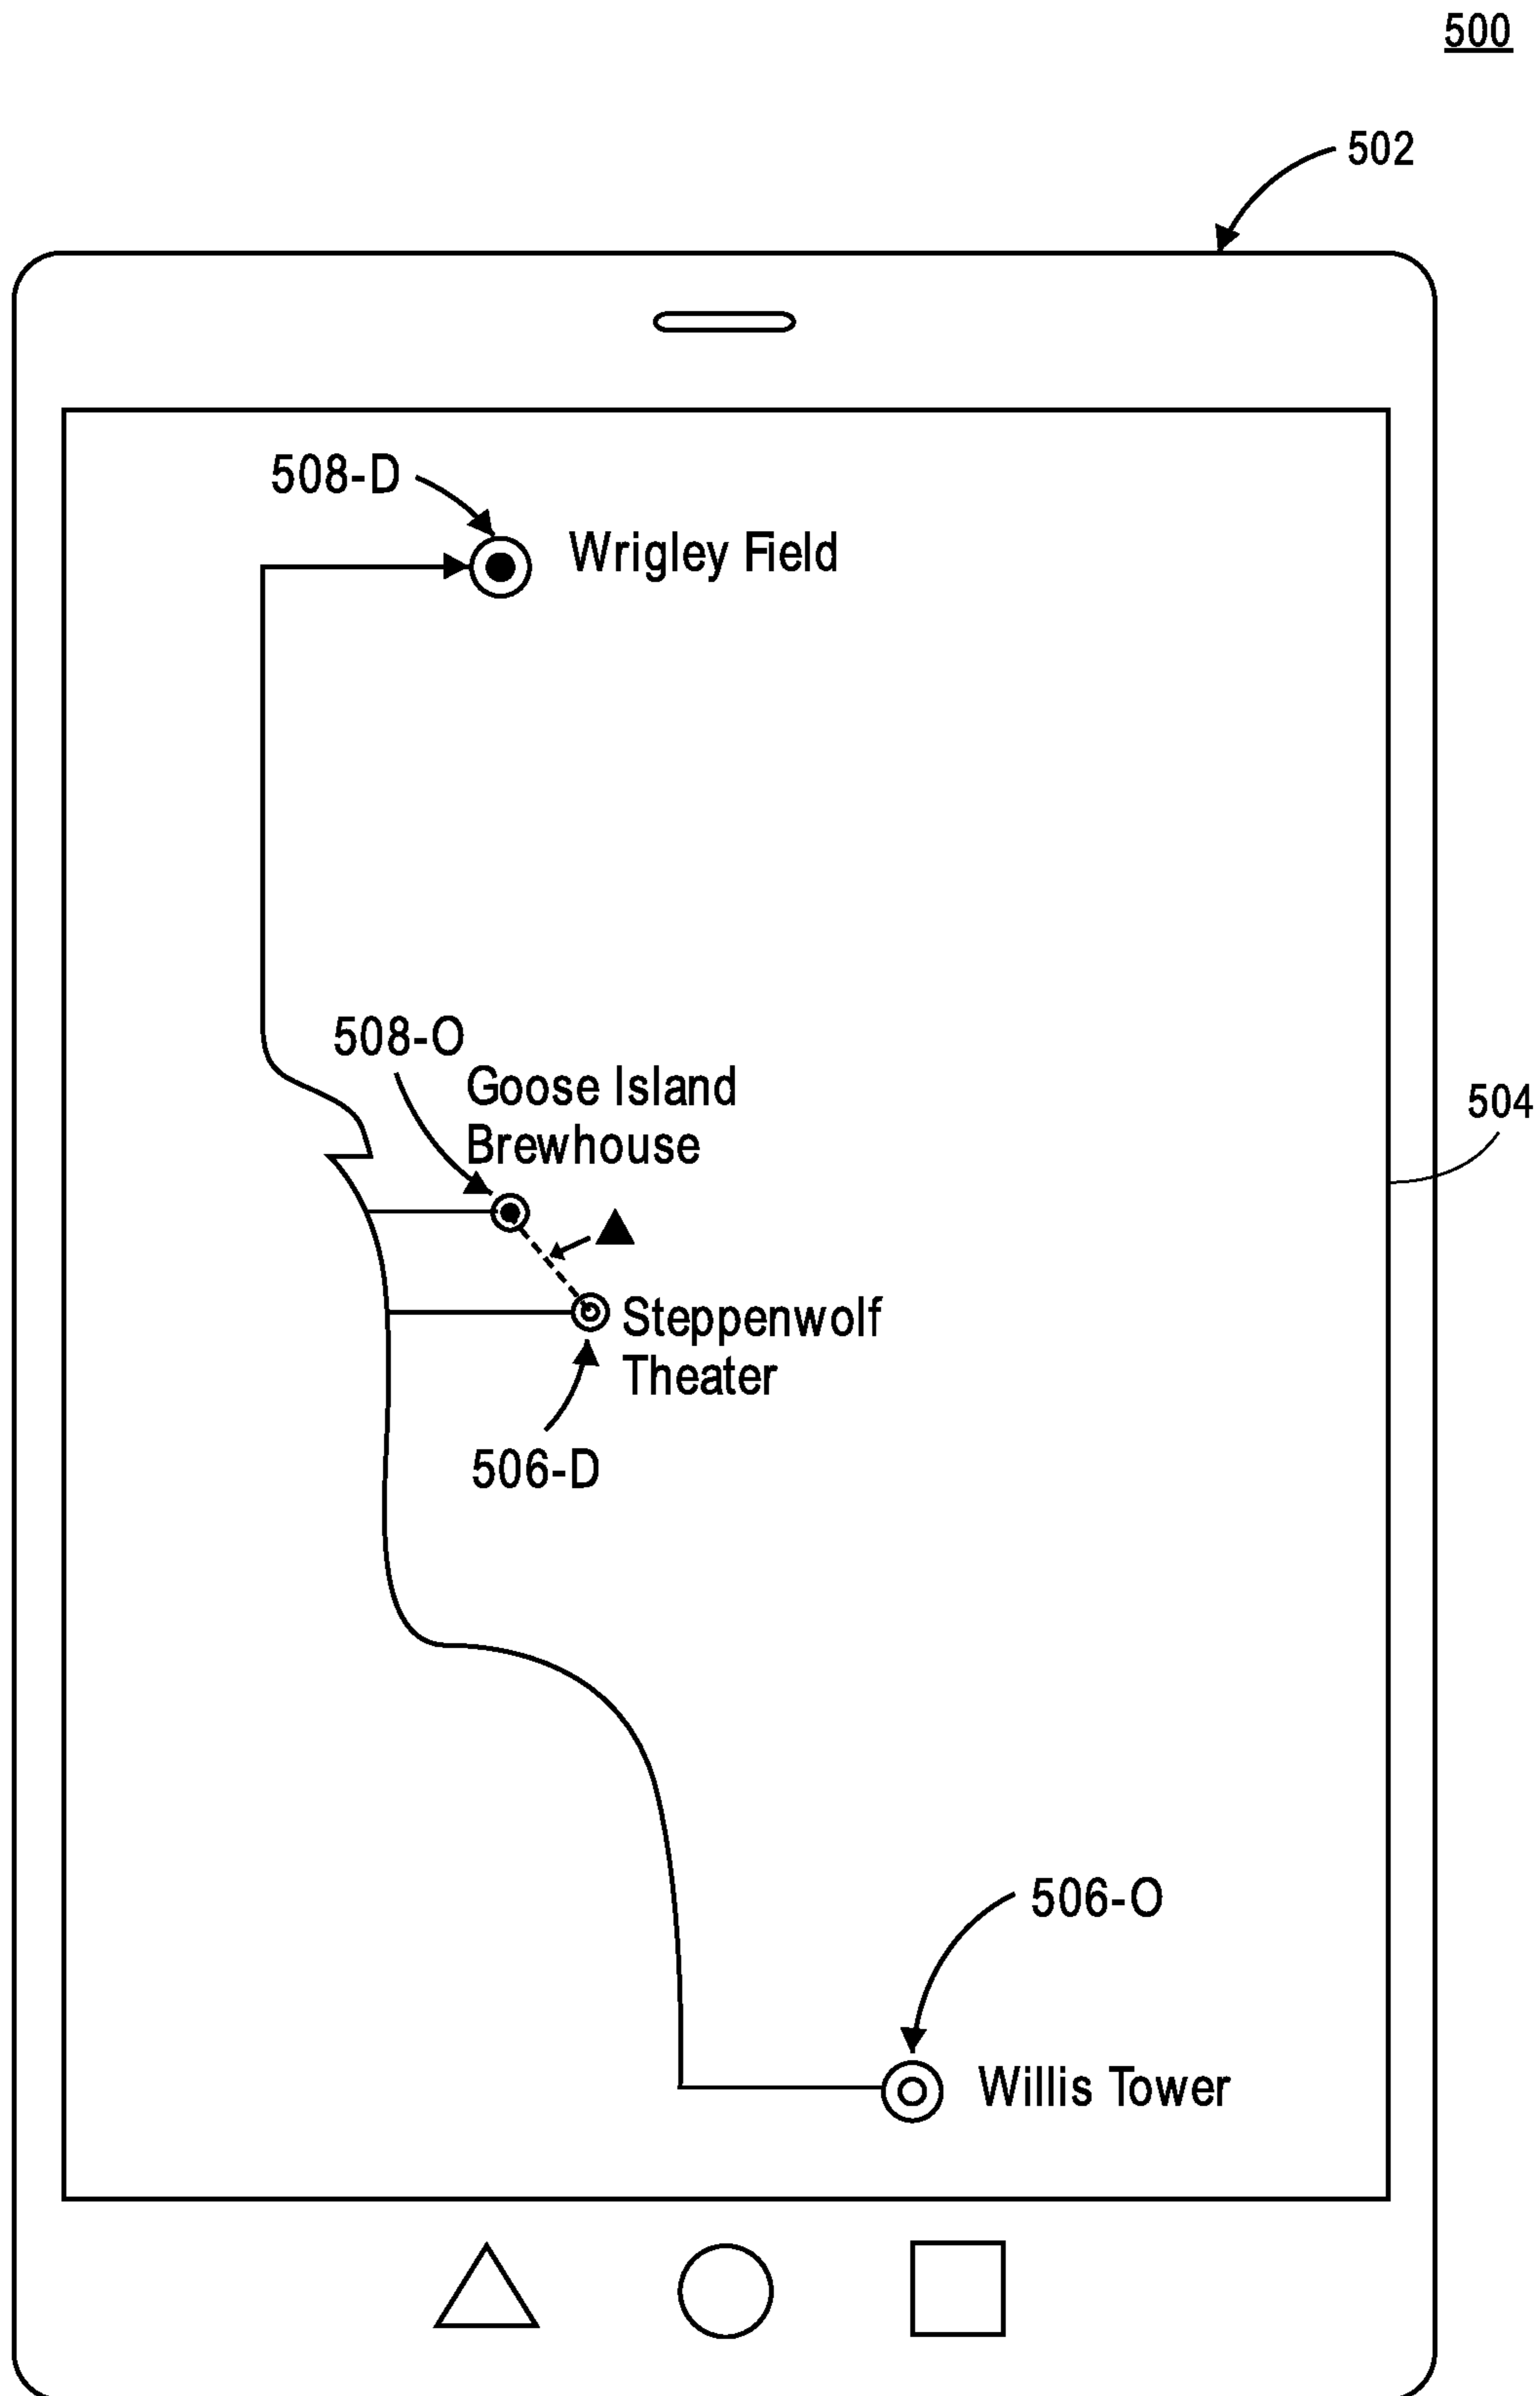 500
502
508-D
Wrigley Field
508-O
Goose Island
Brewhouse
504
Steppenwolf
Theater
506-D
506-O
Willis Tower